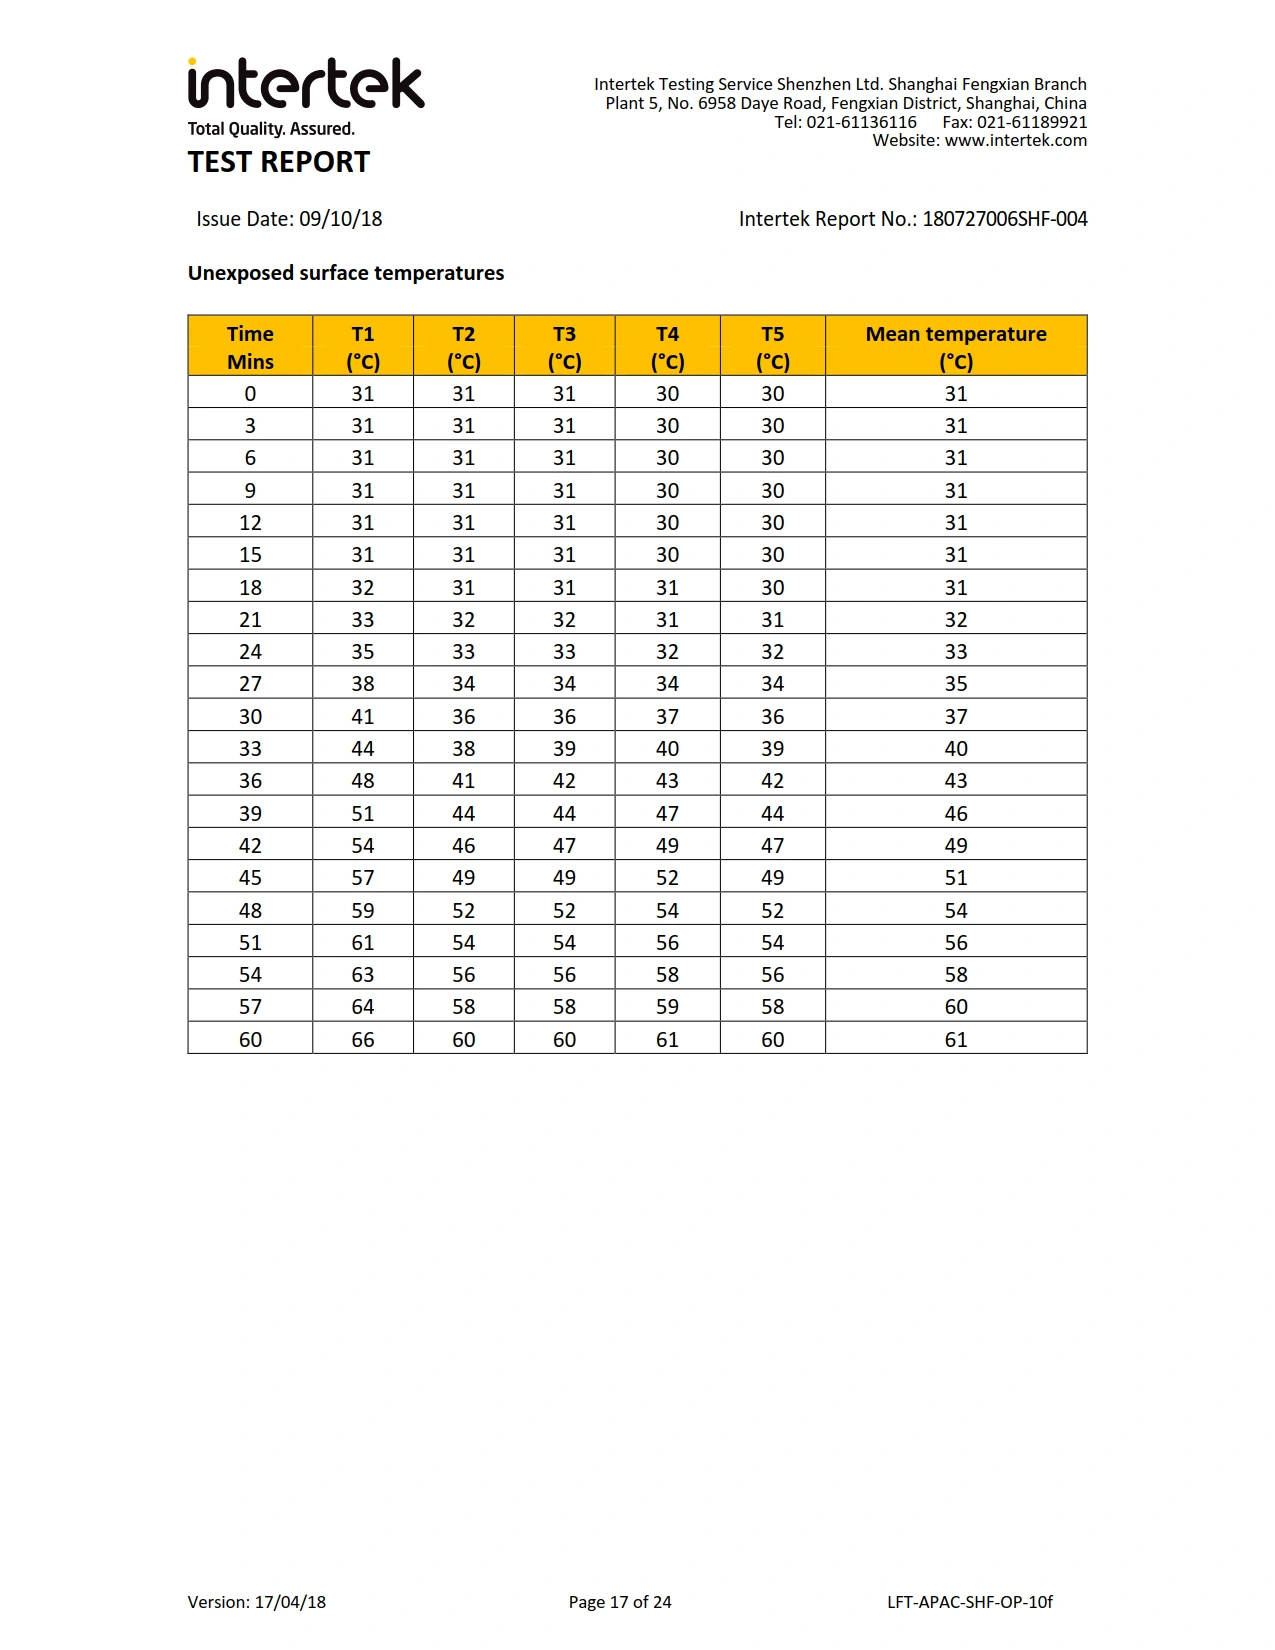 intertek
Total Quality. Assured.
TEST REPORT
Intertek Testing Service Shenzhen Ltd. Shanghai Fengxian Branch
Plant 5, No. 6958 Daye Road, Fengxian District, Shanghai, China
Tel: 021-61136116 Fax: 021-61189921
Website: www.intertek.com
Issue Date: 09/10/18 Intertek Report No.: 180727006SHF-004
Unexposed surface temperatures
Time T1 T2 T3 T4 T5 Mean temperature
Mins (°C) (°C) (°C) (°C) (°C) (°C)
0 31 31 31 30 30 31
3 31 31 31 30 30 31
6 31 31 31 30 30 31
9 31 31 31 30 30 31
12 31 31 31 30 30 31
15 31 31 31 30 30 31
18 32 31 31 31 30 31
21 33 32 32 31 31 32
24 35 33 33 32 32 33
27 38 34 34 34 34 35
30 41 36 36 37 36 37
33 44 38 39 40 39 40
36 48 41 42 43 42 43
39 51 44 44 47 44 46
42 54 46 47 49 47 49
45 57 49 49 52 49 51
48 59 52 52 54 52 54
51 61 54 54 56 54 56
54 63 56 56 58 56 58
57 64 58 58 59 58 60
60 66 60 60 61 60 61
Version: 17/04/18 Page 17 of 24 LFT-APAC-SHF-OP-10f